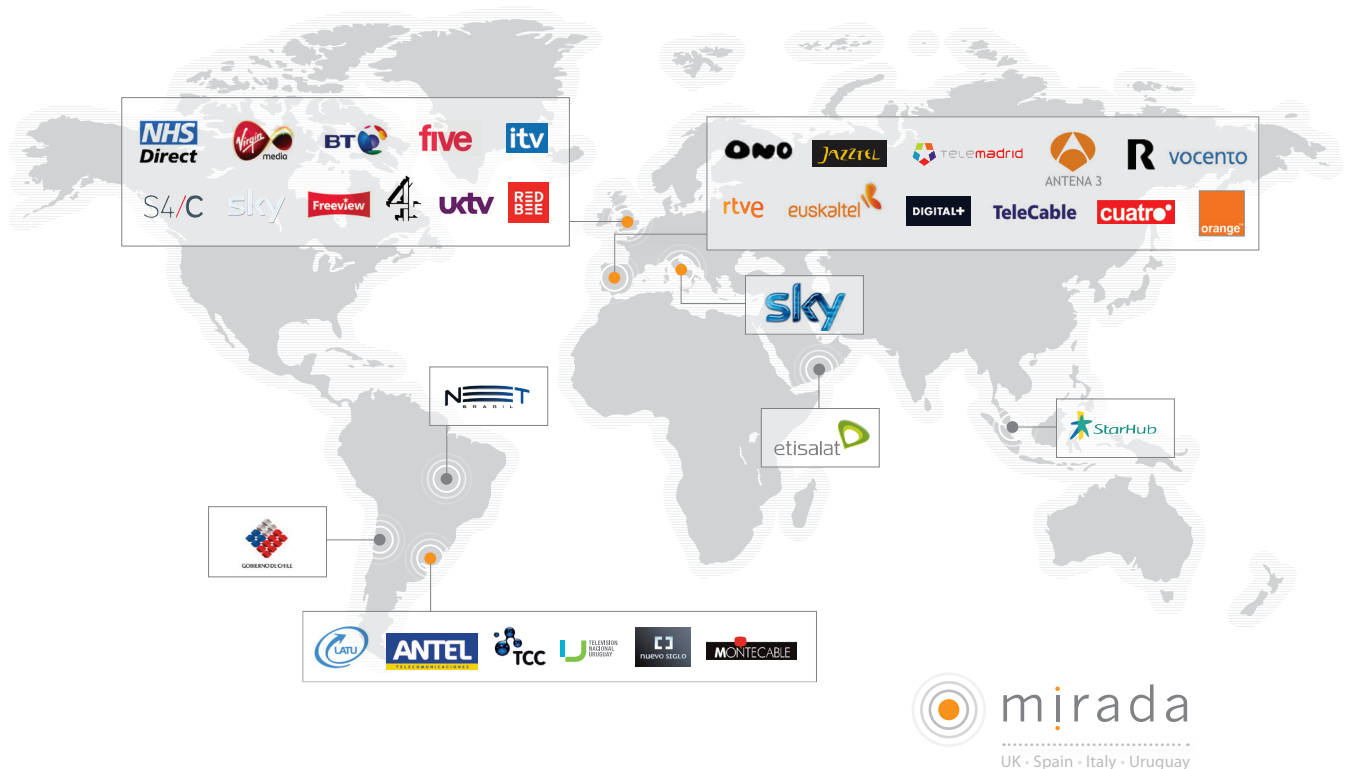 NHS
Direct
Virgin
media
BT
five
itv
S4/C
sky
Freeview
4
uktv
RED
BEE
ONO
JAZZTEL
TELEMADRID
ANTENA 3
R
vocento
rtve
euskaltel
DIGITAL+
TeleCable
cuatro
orange™
sky
NET
BRASIL
etisalat
StarHub
GOBIERNO DE CHILE
LATU
ANTEL
TELECOMUNICACIONES
TCC
TELEVISION
NACIONAL
URUGUAY
nuevo SIGLO
MONTECABLE
mirada
UK • Spain • Italy • Uruguay